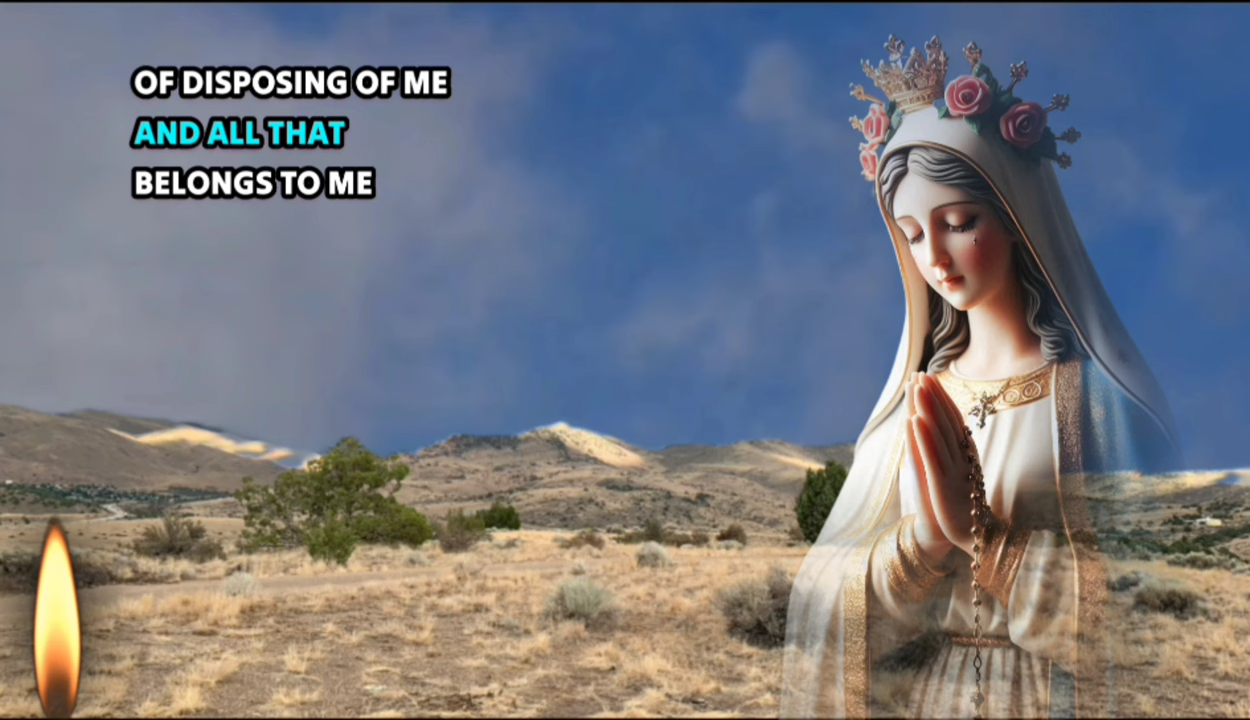 OF DISPOSING OF ME
AND ALL THAT
BELONGS TO ME